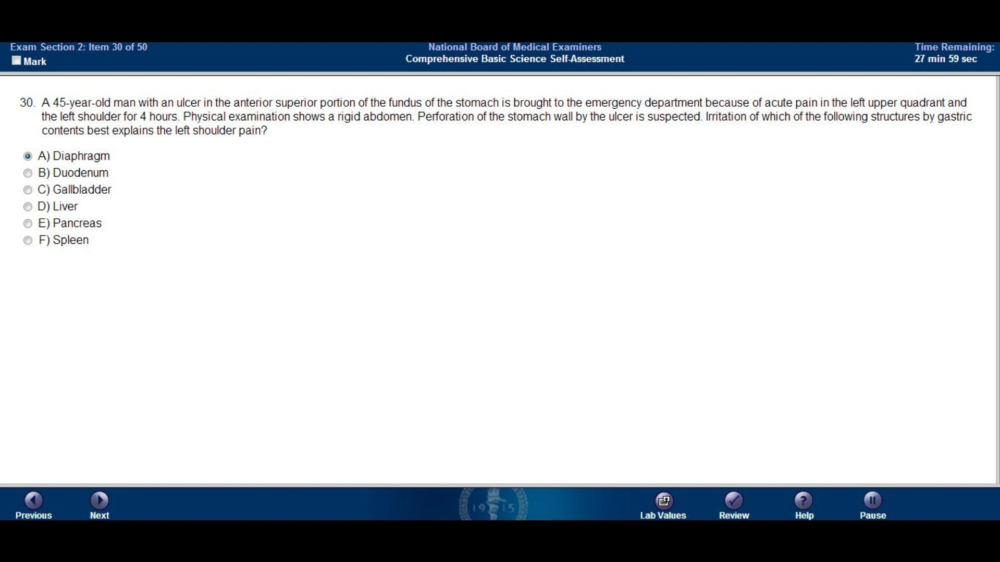 Exam Section 2: Item 30 of 50
National Board of Medical Examiners
Time Remaining:
Mark
Comprehensive Basic Science Self-Assessment
27 min 59 sec
30. A 45-year-old man with an ulcer in the anterior superior portion of the fundus of the stomach is brought to the emergency department because of acute pain in the left upper quadrant and
the left shoulder for 4 hours. Physical examination shows a rigid abdomen. Perforation of the stomach wall by the ulcer is suspected. Irritation of which of the following structures by gastric
contents best explains the left shoulder pain?
A) Diaphragm
B) Duodenum
C) Gallbladder
D) Liver
E) Pancreas
F) Spleen
1915
Previous
Next
Lab Values
Review
Help
Pause